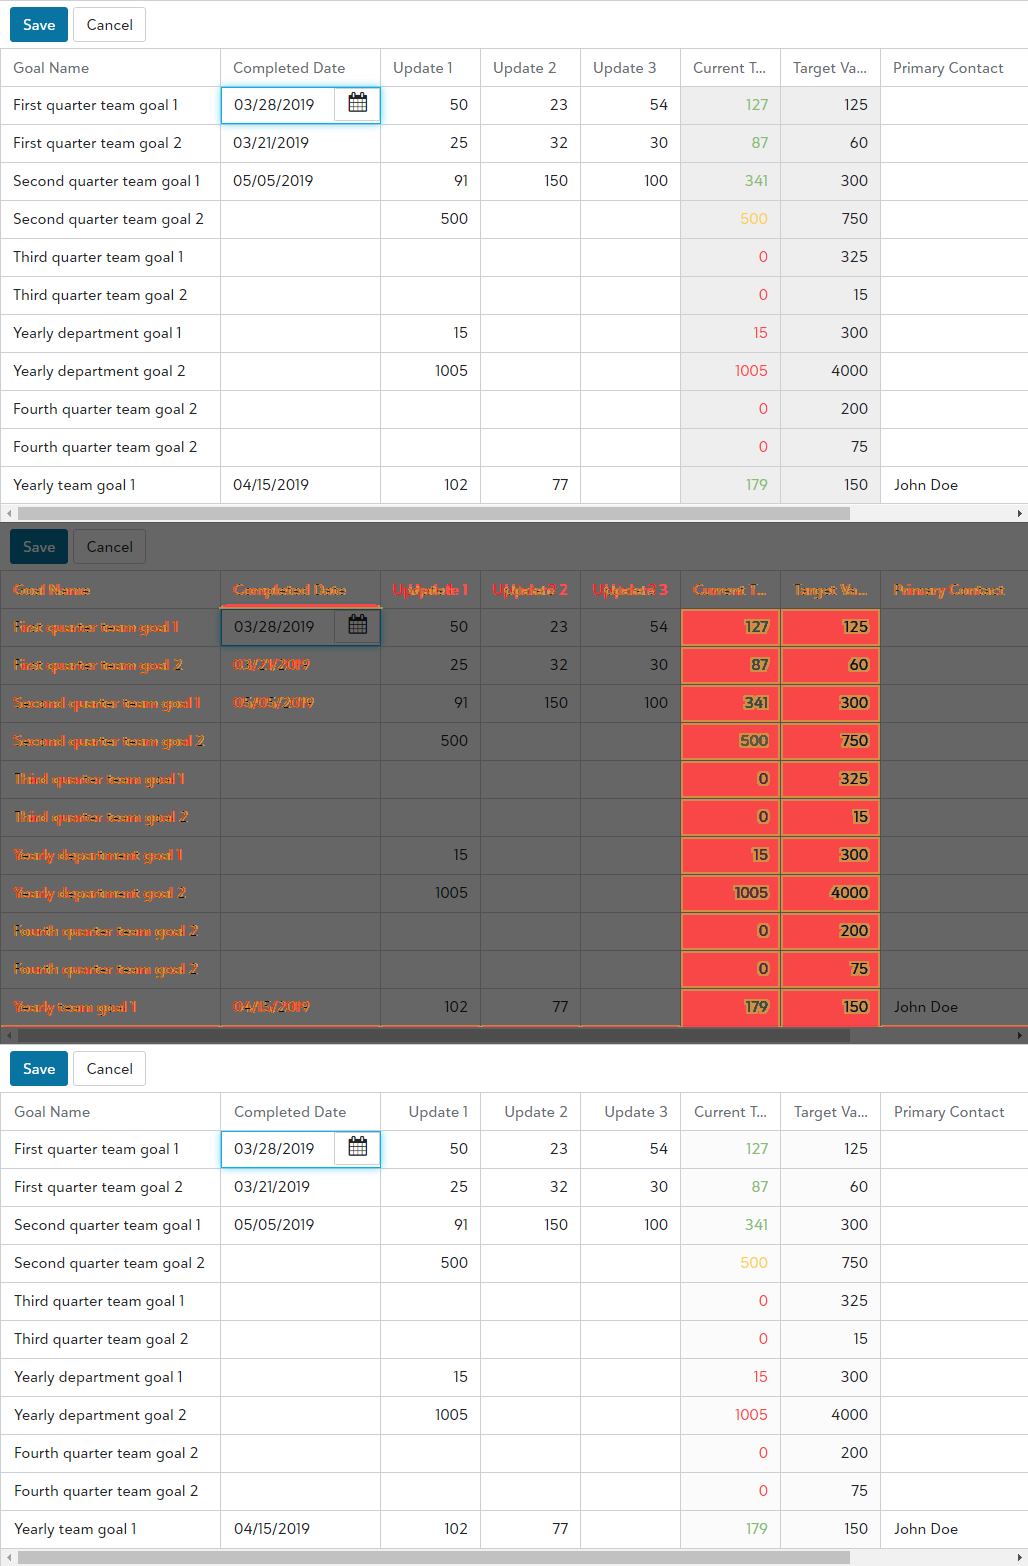 Save Cancel
Goal Name Completed Date Update 1 Update 2 Update 3 Current T... Target Va... Primary Contact
First quarter team goal 1 03/28/2019 50 23 54 127 125
First quarter team goal 2 03/21/2019 25 32 30 87 60
Second quarter team goal 1 05/05/2019 91 150 100 341 300
Second quarter team goal 2 500 500 750
Third quarter team goal 1 0 325
Third quarter team goal 2 0 15
Yearly department goal 1 15 15 300
Yearly department goal 2 1005 1005 4000
Fourth quarter team goal 2 0 200
Fourth quarter team goal 2 0 75
Yearly team goal 1 04/15/2019 102 77 179 150 John Doe
Save Cancel
Goal Name Completed Date Update 1 Update 2 Update 3 Current T... Target Va... Primary Contact
First quarter team goal 1 03/28/2019 50 23 54 127 125
First quarter team goal 2 03/21/2019 25 32 30 87 60
Second quarter team goal 1 05/05/2019 91 150 100 341 300
Second quarter team goal 2 500 500 750
Third quarter team goal 1 0 325
Third quarter team goal 2 0 15
Yearly department goal 1 15 15 300
Yearly department goal 2 1005 1005 4000
Fourth quarter team goal 2 0 200
Fourth quarter team goal 2 0 75
Yearly team goal 1 04/15/2019 102 77 179 150 John Doe
Save Cancel
Goal Name Completed Date Update 1 Update 2 Update 3 Current T... Target Va... Primary Contact
First quarter team goal 1 03/28/2019 50 23 54 127 125
First quarter team goal 2 03/21/2019 25 32 30 87 60
Second quarter team goal 1 05/05/2019 91 150 100 341 300
Second quarter team goal 2 500 500 750
Third quarter team goal 1 0 325
Third quarter team goal 2 0 15
Yearly department goal 1 15 15 300
Yearly department goal 2 1005 1005 4000
Fourth quarter team goal 2 0 200
Fourth quarter team goal 2 0 75
Yearly team goal 1 04/15/2019 102 77 179 150 John Doe